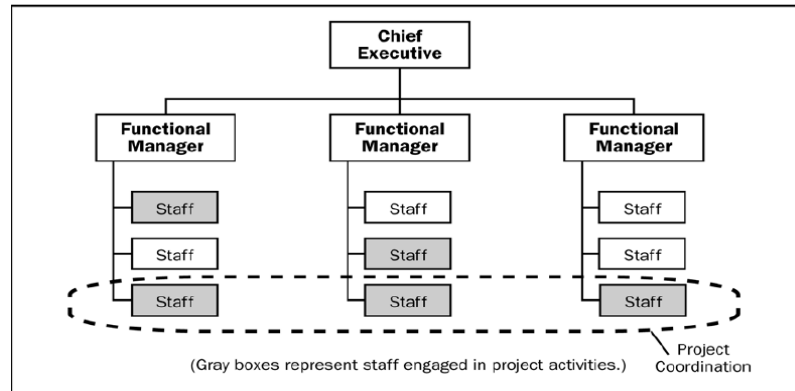 Chief
Executive
Functional
Manager
Functional
Manager
Functional
Manager
Staff
Staff
Staff
Staff
Staff
Staff
Staff
Staff
Staff
(Gray boxes represent staff engaged in project activities.)
Project
Coordination